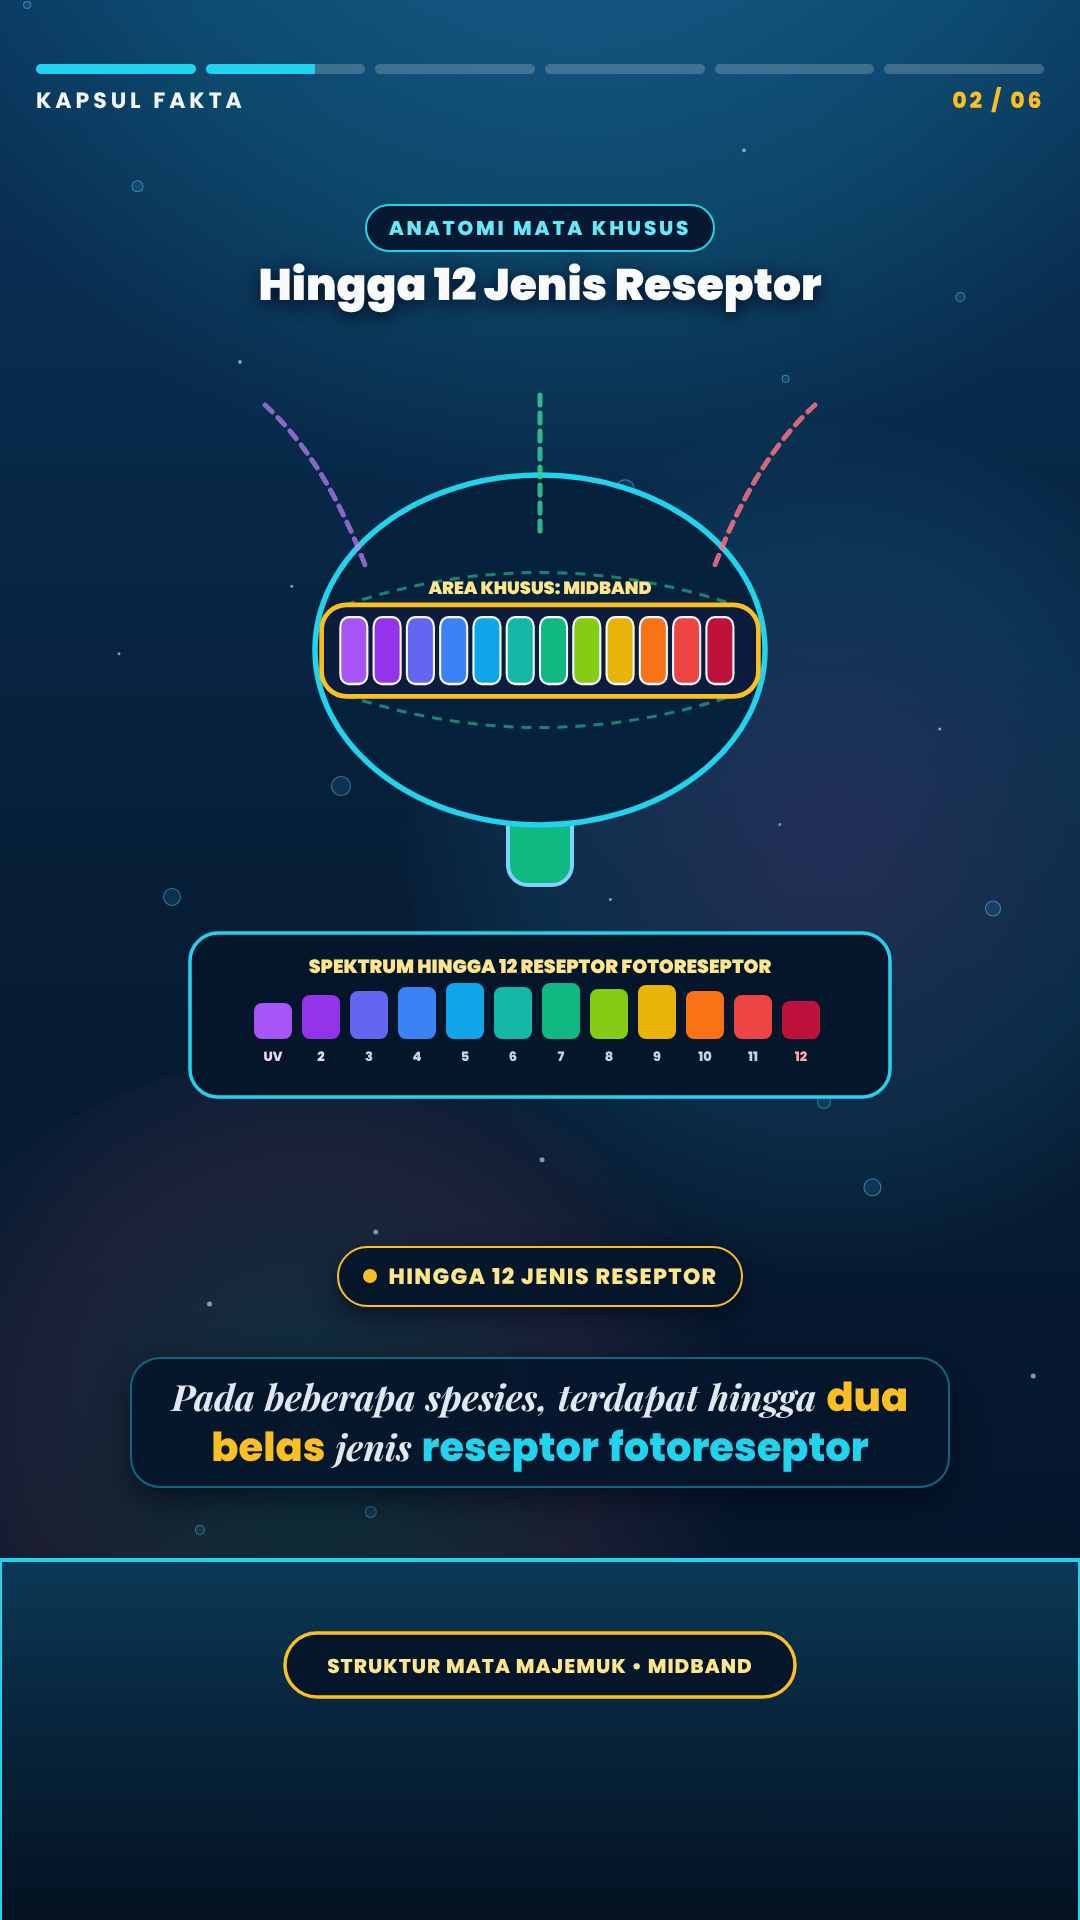 KAPSUL FAKTA
02 / 06
ANATOMI MATA KHUSUS
Hingga 12 Jenis Reseptor
AREA KHUSUS: MIDBAND
SPEKTRUM HINGGA 12 RESEPTOR FOTORESEPTOR
UV 2 3 4 5 6 7 8 9 10 11 12
HINGGA 12 JENIS RESEPTOR
Pada beberapa spesies, terdapat hingga dua
belas jenis reseptor fotoreseptor
STRUKTUR MATA MAJEMUK • MIDBAND